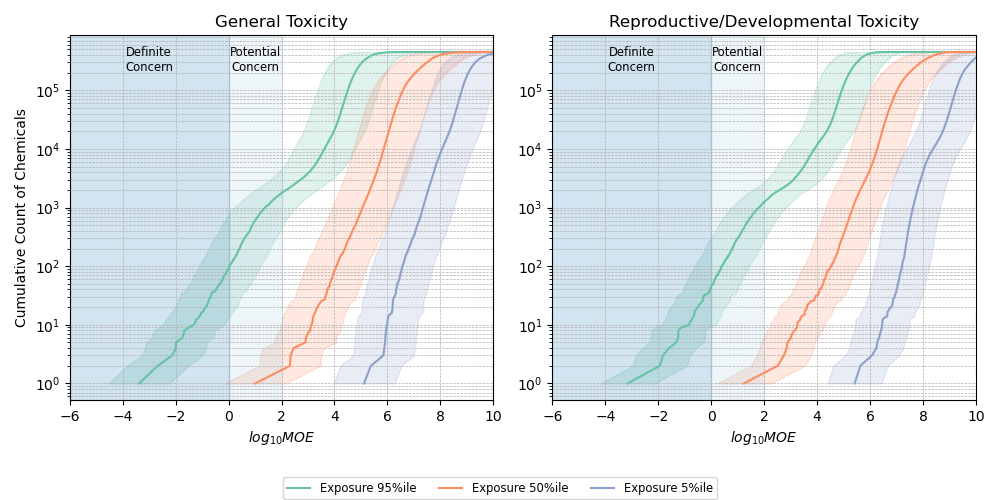 General Toxicity
Reproductive/Developmental Toxicity
Cumulative Count of Chemicals
Definite
Concern
Potential
Concern
Definite
Concern
Potential
Concern
10^5
10^4
10^3
10^2
10^1
10^0
10^5
10^4
10^3
10^2
10^1
10^0
−6 −4 −2 0 2 4 6 8 10
−6 −4 −2 0 2 4 6 8 10
log_10MOE
log_10MOE
Exposure 95%ile Exposure 50%ile Exposure 5%ile